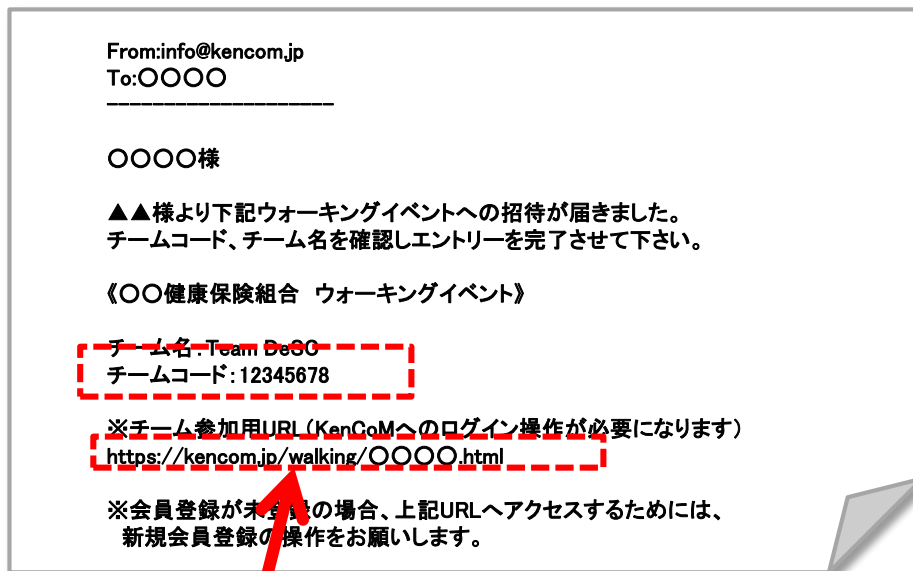 From:info@kencom.jp
To:〇〇〇〇
--------------------
〇〇〇〇様
▲▲様より下記ウォーキングイベントへの招待が届きました。
チームコード、チーム名を確認しエントリーを完了させて下さい。
《〇〇健康保険組合　ウォーキングイベント》
チーム名：Team DeSC
チームコード：12345678
※チーム参加用URL（KenCoMへのログイン操作が必要になります）
https://kencom.jp/walking/〇〇〇〇.html
※会員登録が未登録の場合、上記URLへアクセスするためには、
新規会員登録の操作をお願いします。